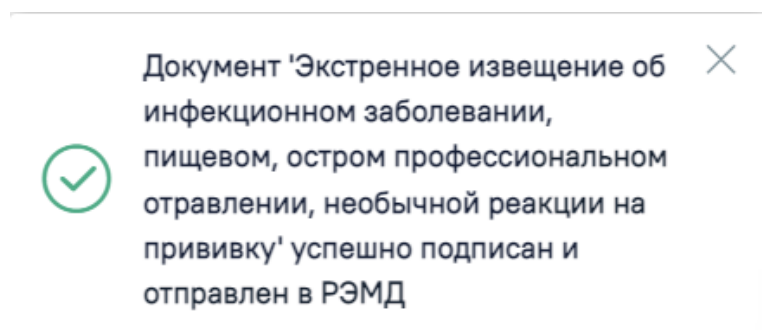 Документ 'Экстренное извещение об
инфекционном заболевании,
пищевом, остром профессиональном
отравлении, необычной реакции на
прививку' успешно подписан и
отправлен в РЭМД